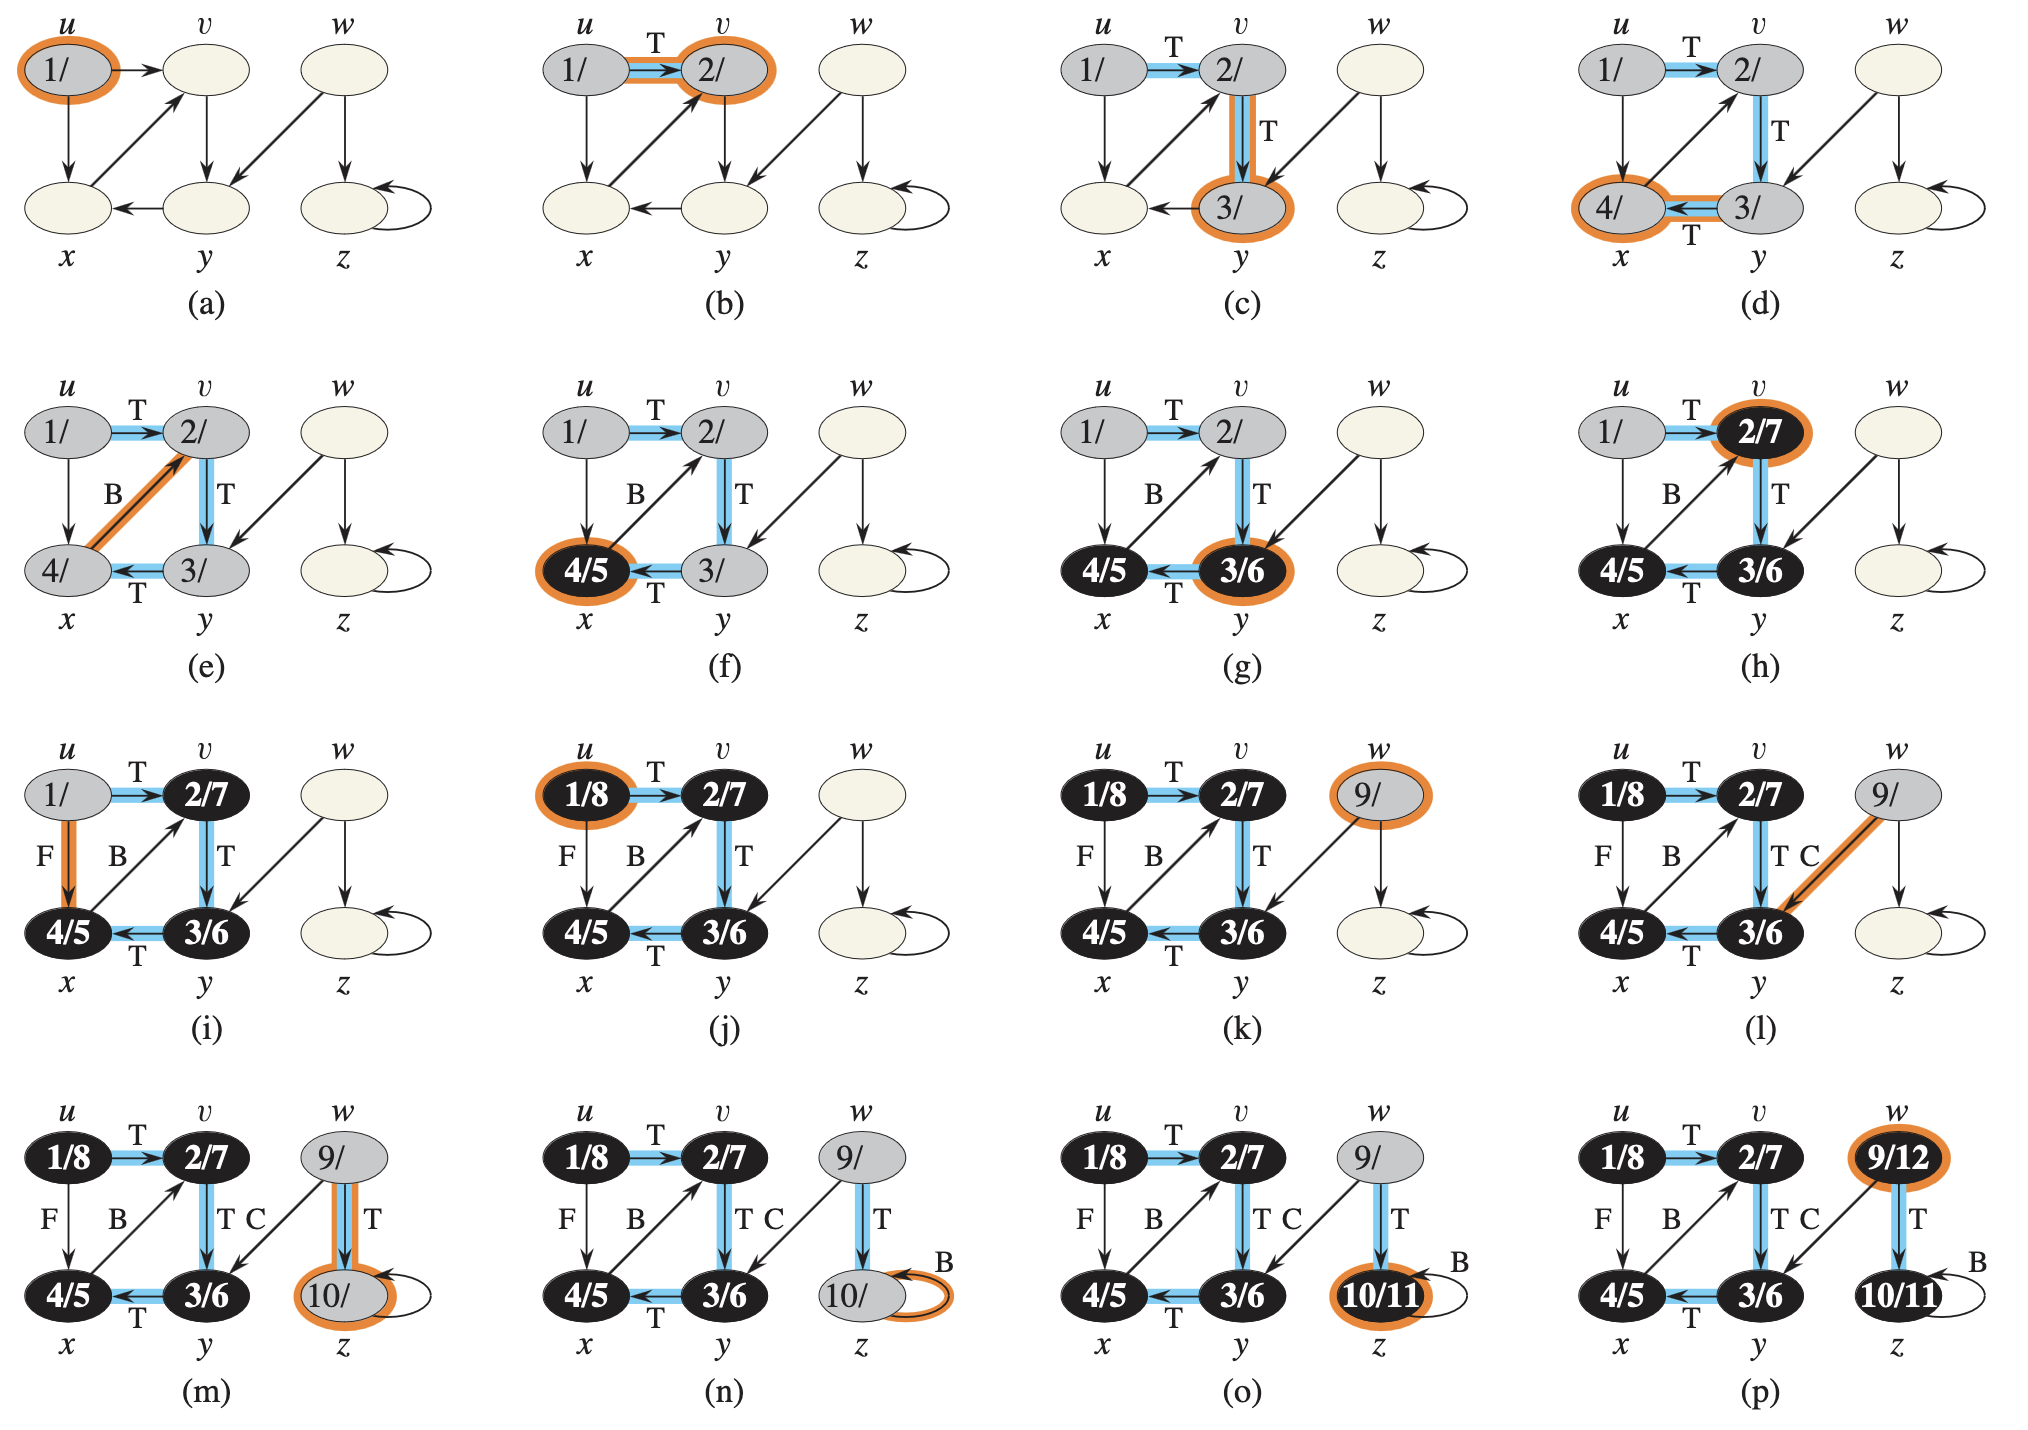 u v w u v w u v w u v w
T T T
1/ 1/ 2/ 1/ 2/ 1/ 2/
T T
3/ 4/ 3/
T
x y z x y z x y z x y z
(a) (b) (c) (d)
u v w u v w u v w u v w
T T T T
1/ 2/ 1/ 2/ 1/ 2/ 1/ 2/7
B T B T B T B T
4/ 3/ 4/5 3/ 4/5 3/6 4/5 3/6
T T T T
x y z x y z x y z x y z
(e) (f) (g) (h)
u v w u v w u v w u v w
T T T T
1/ 2/7 1/8 2/7 1/8 2/7 9/ 1/8 2/7 9/
F B T F B T F B T F B T C
4/5 3/6 4/5 3/6 4/5 3/6 4/5 3/6
T T T T
x y z x y z x y z x y z
(i) (j) (k) (l)
u v w u v w u v w u v w
T T T T
1/8 2/7 9/ 1/8 2/7 9/ 1/8 2/7 9/ 1/8 2/7 9/12
F B T C T F B T C T F B T C T F B T C T
B B B
4/5 3/6 10/ 4/5 3/6 10/ 4/5 3/6 10/11 4/5 3/6 10/11
T T T T
x y z x y z x y z x y z
(m) (n) (o) (p)